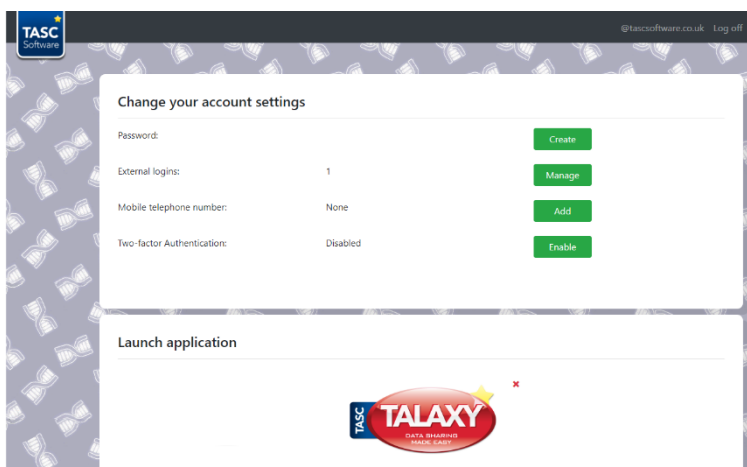 TASC
Software
@tascsoftware.co.uk Log off
Change your account settings
Password: Create
External logins: 1 Manage
Mobile telephone number: None Add
Two-factor Authentication: Disabled Enable
Launch application
TASC
TALAXY
DATA SHARING
MADE EASY